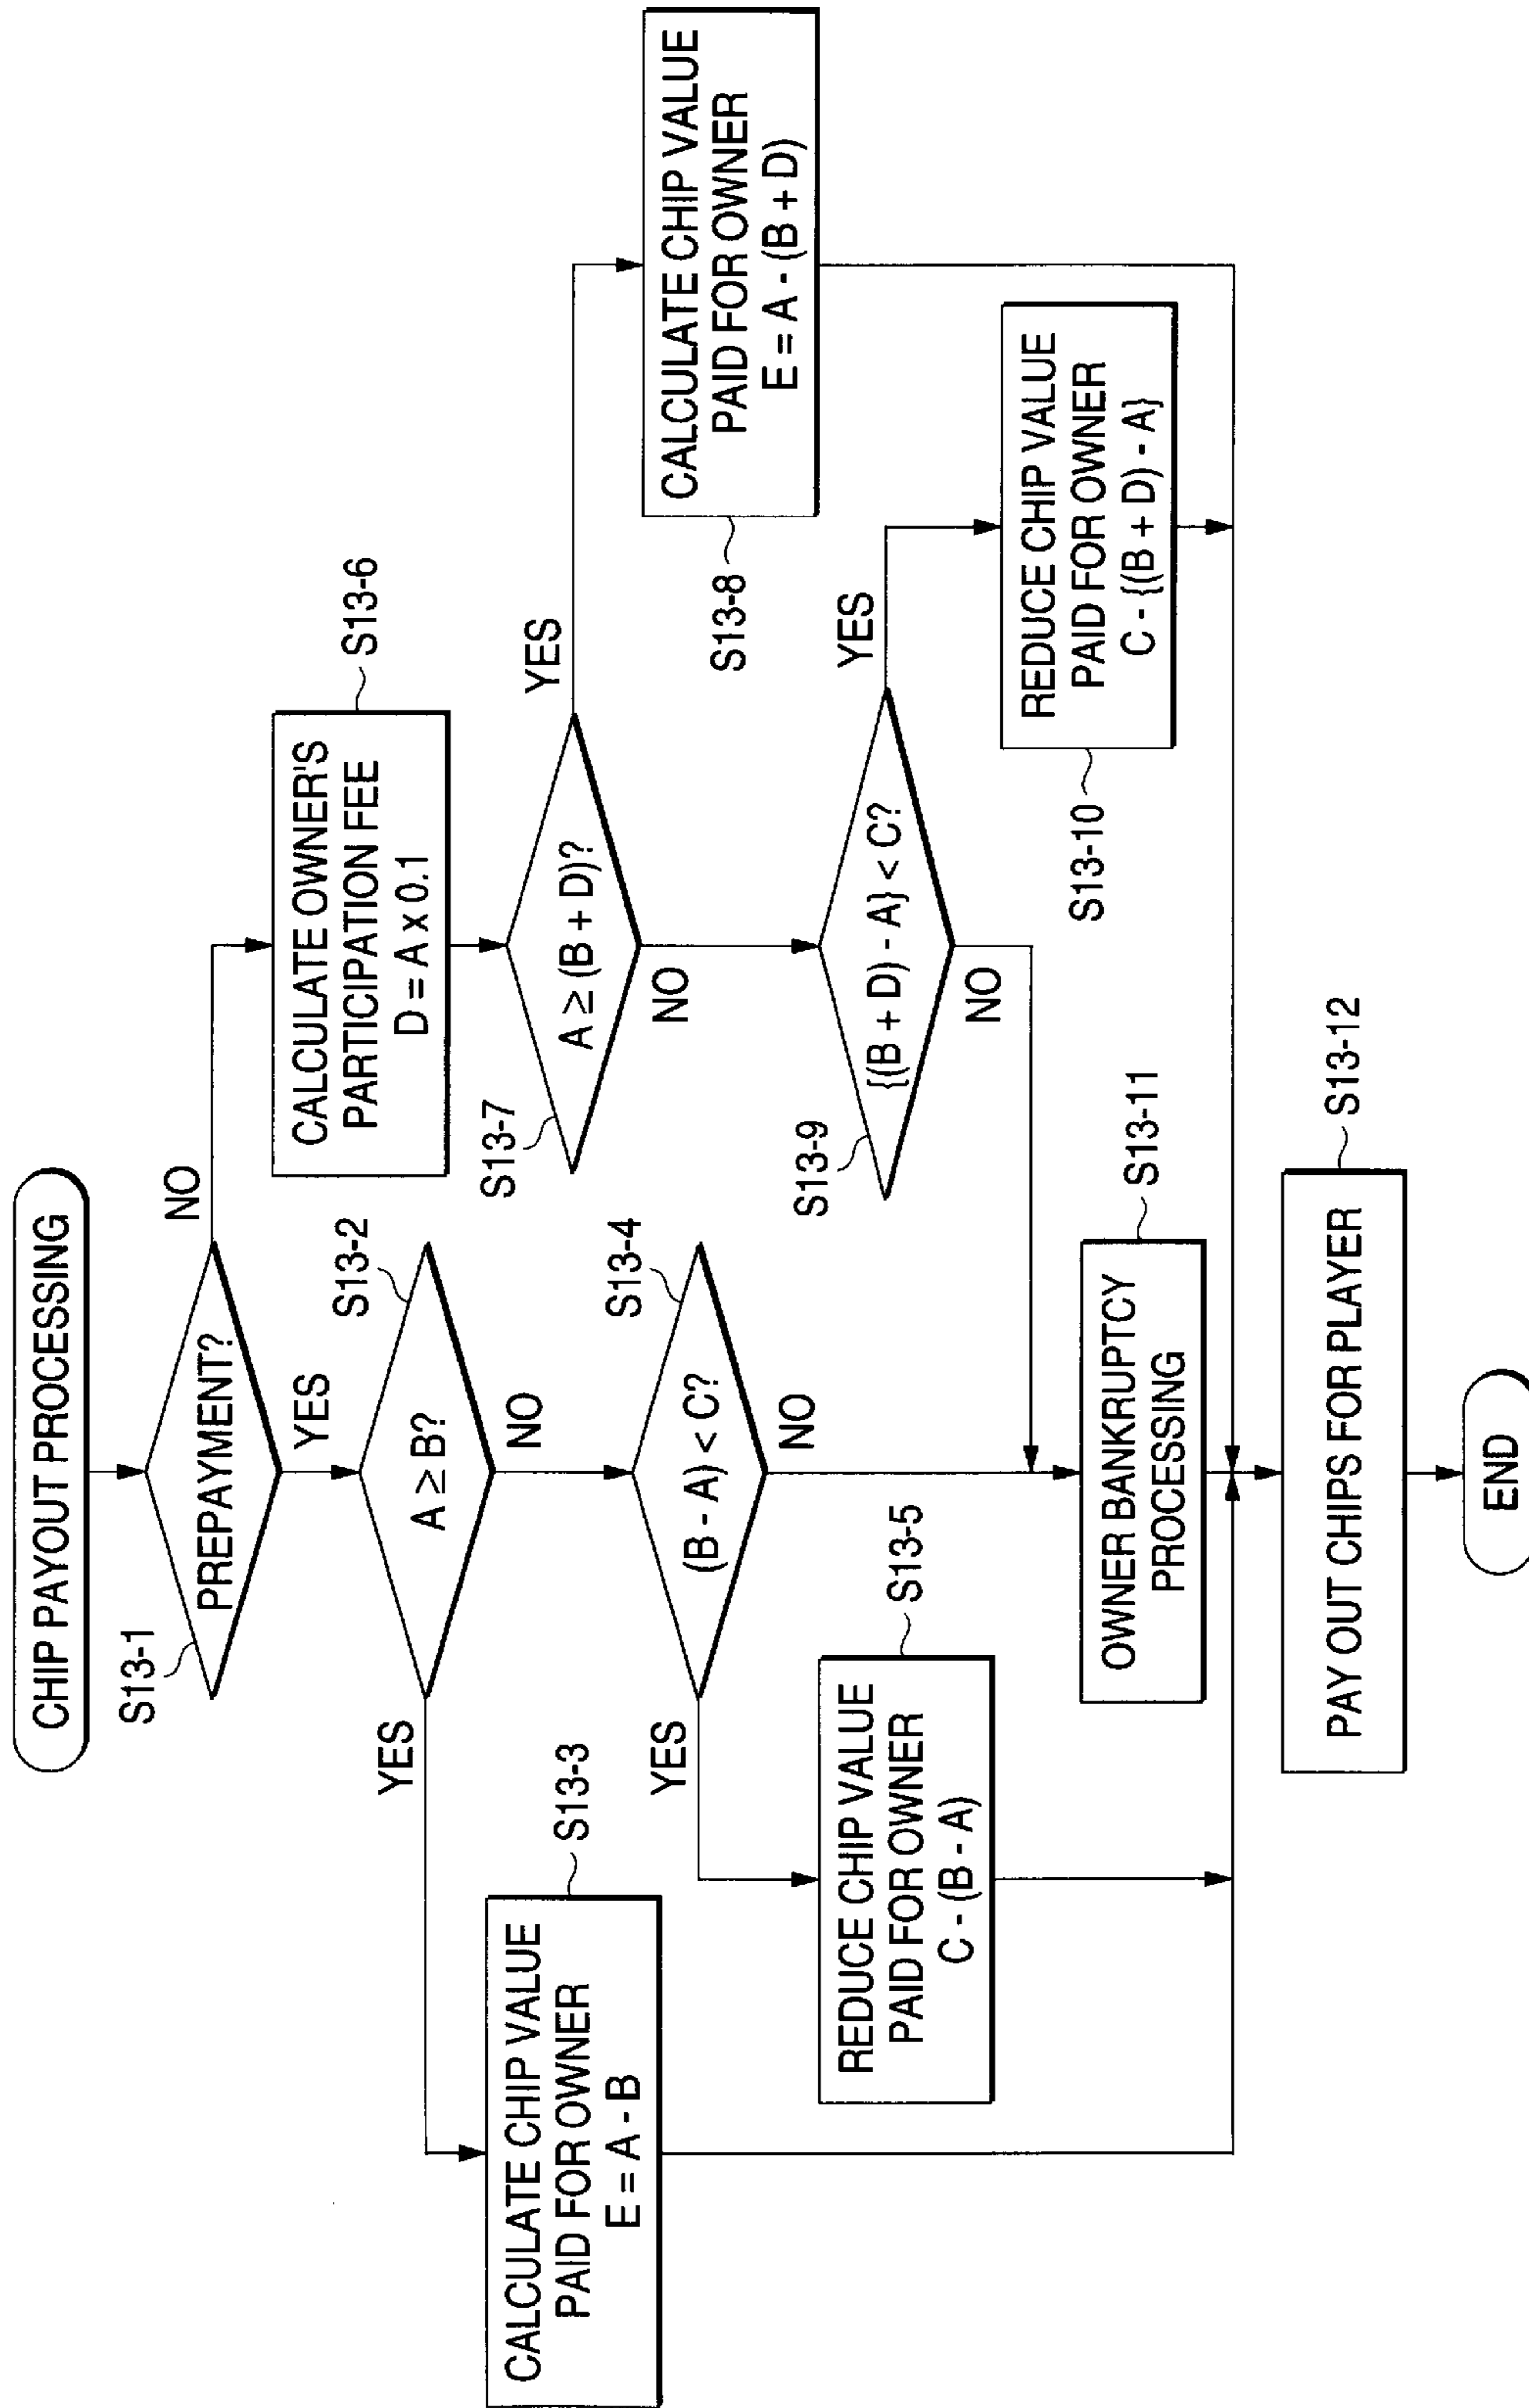 CHIP PAYOUT PROCESSING
S13-1
PREPAYMENT?
NO
YES
S13-2
A ≥ B?
YES
NO
S13-3
CALCULATE CHIP VALUE
PAID FOR OWNER
E = A - B
S13-4
(B - A) < C?
YES
NO
S13-5
REDUCE CHIP VALUE
PAID FOR OWNER
C - (B - A)
S13-6
CALCULATE OWNER'S
PARTICIPATION FEE
D = A x 0.1
S13-7
A ≥ (B + D)?
YES
NO
S13-8
CALCULATE CHIP VALUE
PAID FOR OWNER
E = A - (B + D)
S13-9
{(B + D) - A} < C?
YES
NO
S13-10
REDUCE CHIP VALUE
PAID FOR OWNER
C - {(B + D) - A}
S13-11
OWNER BANKRUPTCY
PROCESSING
S13-12
PAY OUT CHIPS FOR PLAYER
END